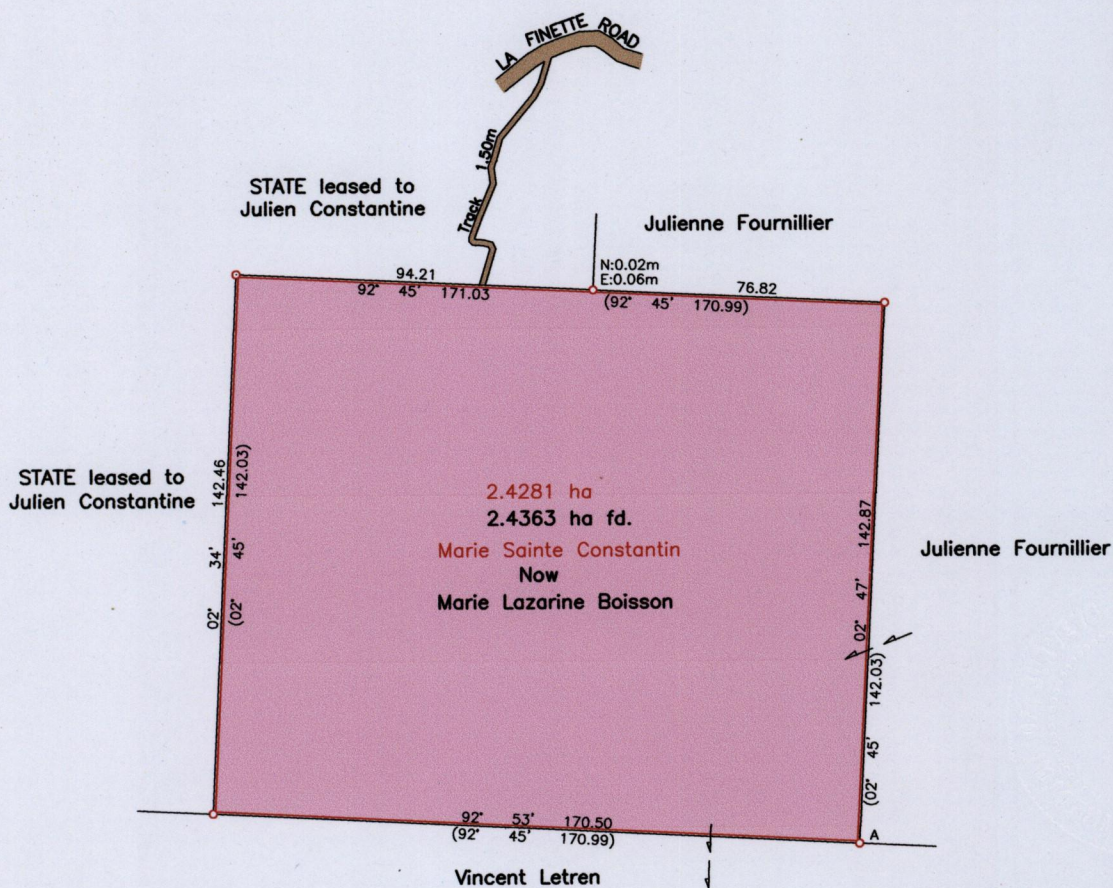 LA FINETTE ROAD
Track 1.50m
STATE leased to
Julien Constantine
Julienne Fournillier
N:0.02m
E:0.06m
94.21
76.82
92° 45' 171.03
(92° 45' 170.99)
STATE leased to
Julien Constantine
02° 34' 142.46
(02° 45' 142.03)
2.4281 ha
2.4363 ha fd.
Marie Sainte Constantin
Now
Marie Lazarine Boisson
02° 47' 142.87
(02° 45' 142.03)
Julienne Fournillier
92° 53' 170.50
(92° 45' 170.99)
A
Vincent Letren